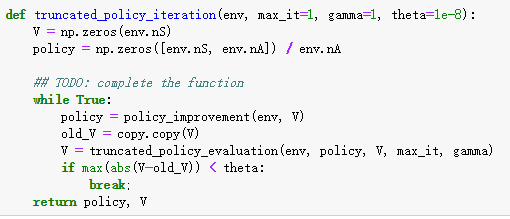 def truncated_policy_iteration(env, max_it=1, gamma=1, theta=1e-8):
    V = np.zeros(env.nS)
    policy = np.zeros([env.nS, env.nA]) / env.nA

    ## TODO: complete the function
    while True:
        policy = policy_improvement(env, V)
        old_V = copy.copy(V)
        V = truncated_policy_evaluation(env, policy, V, max_it, gamma)
        if max(abs(V-old_V)) < theta:
            break;
    return policy, V